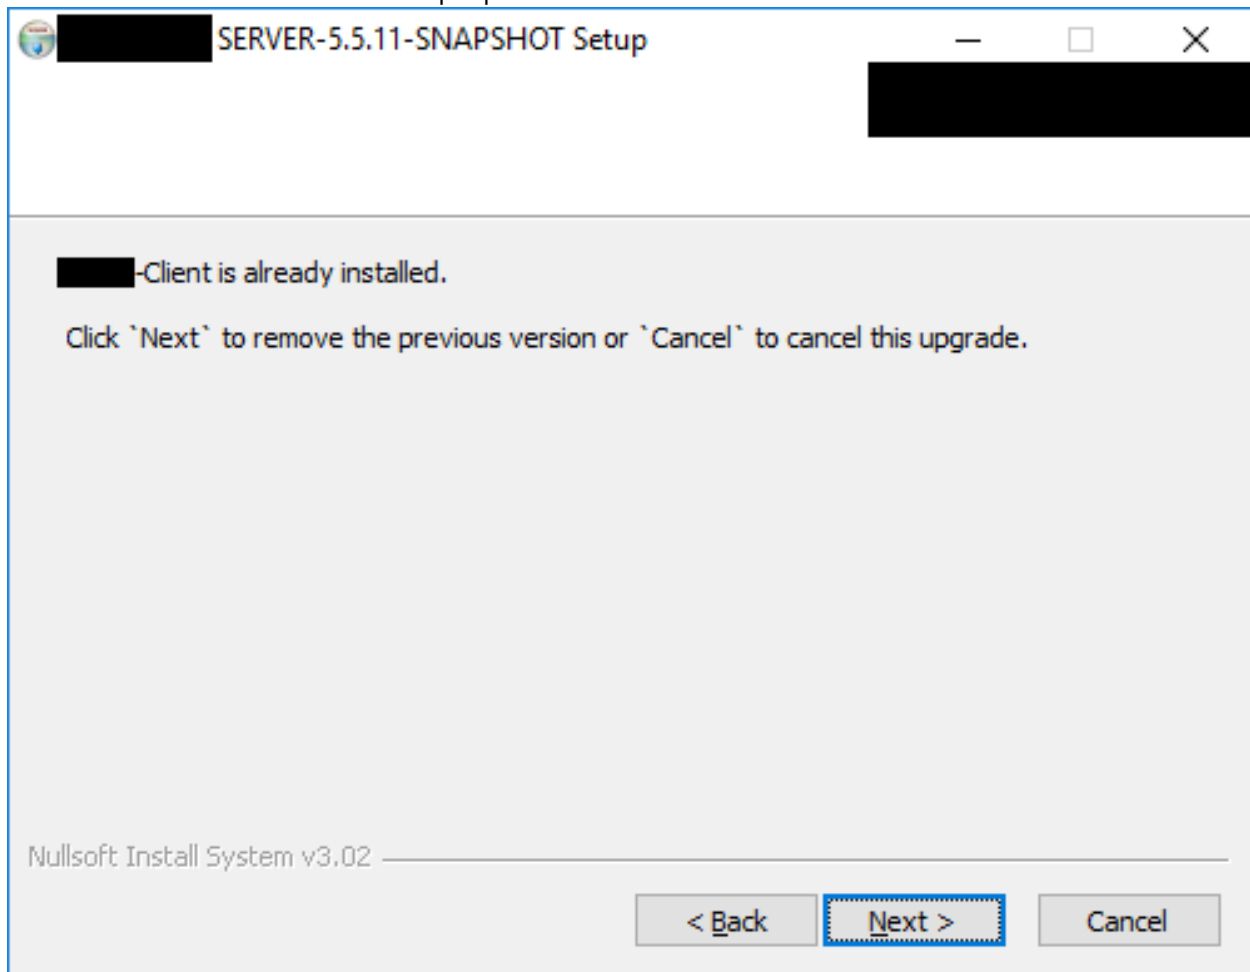 SERVER-5.5.11-SNAPSHOT Setup
-Client is already installed.
Click `Next` to remove the previous version or `Cancel` to cancel this upgrade.
Nullsoft Install System v3.02
< Back
Next >
Cancel